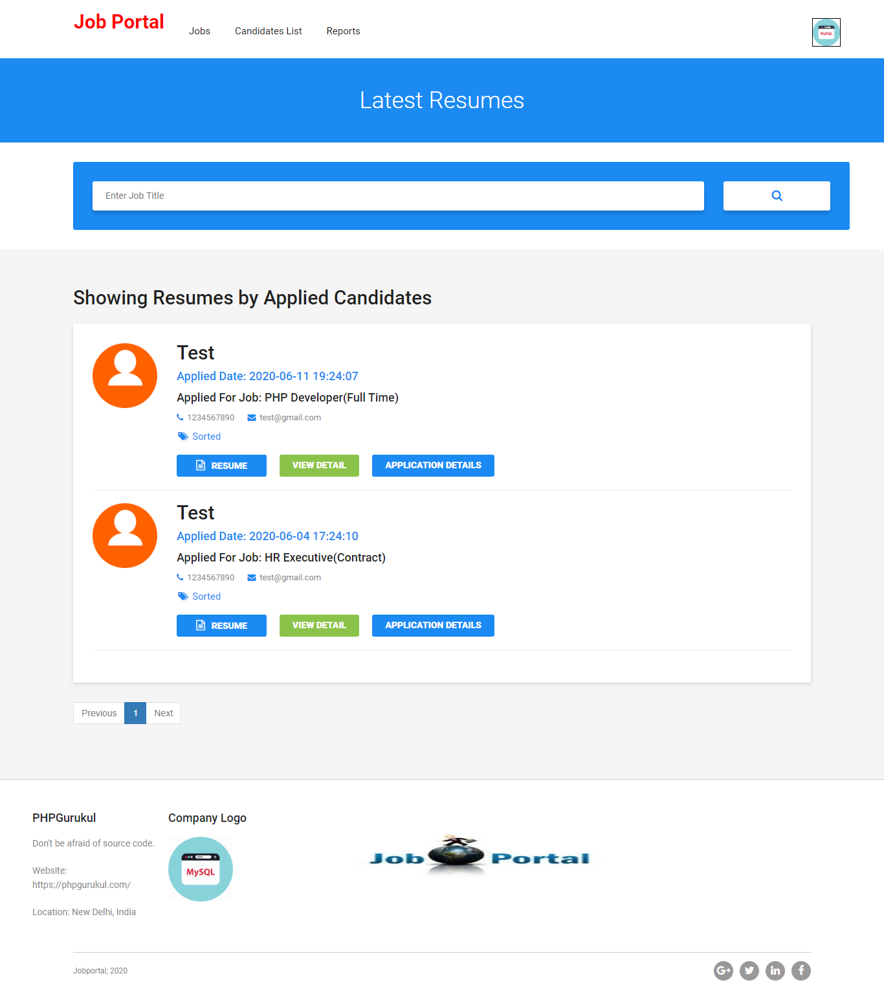 Job Portal
Jobs
Candidates List
Reports
MySQL
Latest Resumes
Enter Job Title
Showing Resumes by Applied Candidates
Test
Applied Date: 2020-06-11 19:24:07
Applied For Job: PHP Developer(Full Time)
1234567890 test@gmail.com
Sorted
RESUME VIEW DETAIL APPLICATION DETAILS
Test
Applied Date: 2020-06-04 17:24:10
Applied For Job: HR Executive(Contract)
1234567890 test@gmail.com
Sorted
RESUME VIEW DETAIL APPLICATION DETAILS
Previous 1 Next
PHPGurukul
Don't be afraid of source code.
Website:
https://phpgurukul.com/
Location: New Delhi, India
Company Logo
MySQL
Job Portal
Jobportal; 2020